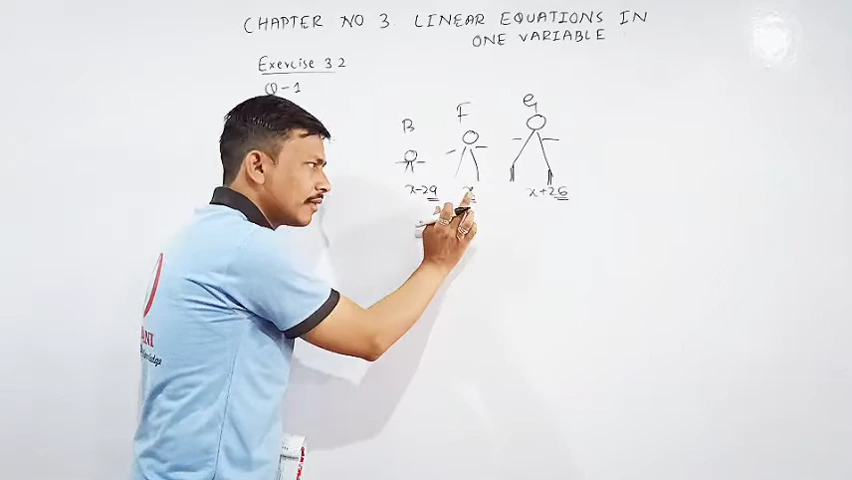 CHAPTER NO 3. LINEAR EQUATIONS IN
ONE VARIABLE
Exercise 3.2
Q-1
B F G
x-29 x x+26